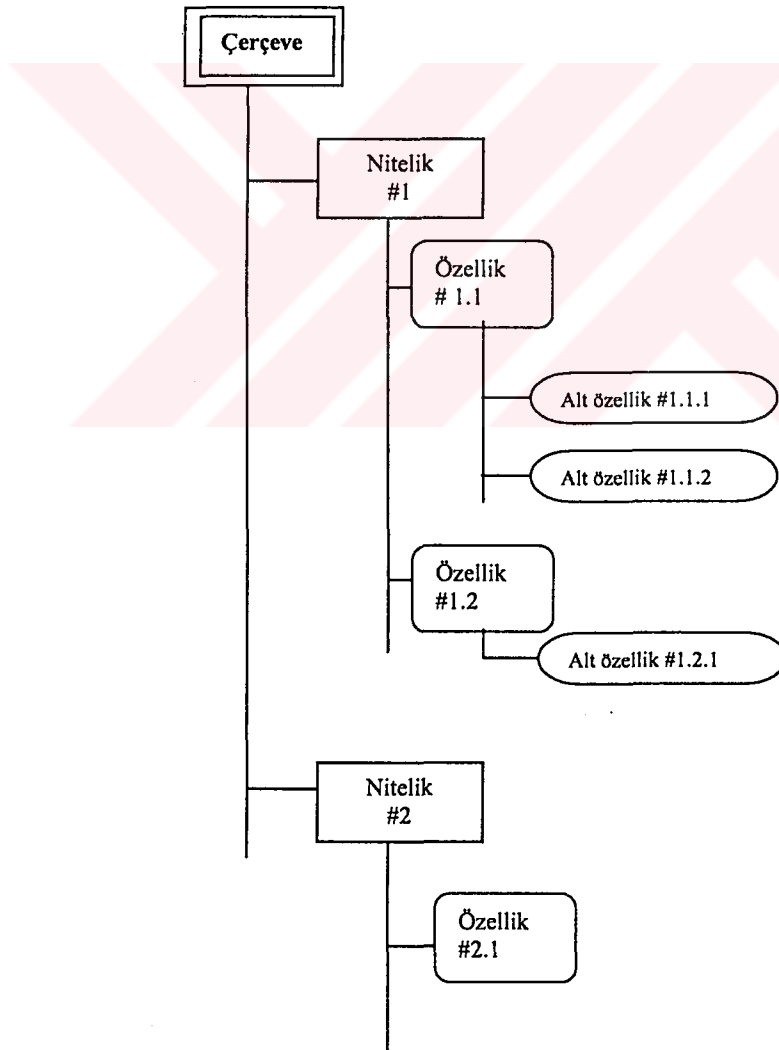 Çerçeve
Nitelik
#1
Özellik
# 1.1
Alt özellik #1.1.1
Alt özellik #1.1.2
Özellik
#1.2
Alt özellik #1.2.1
Nitelik
#2
Özellik
#2.1